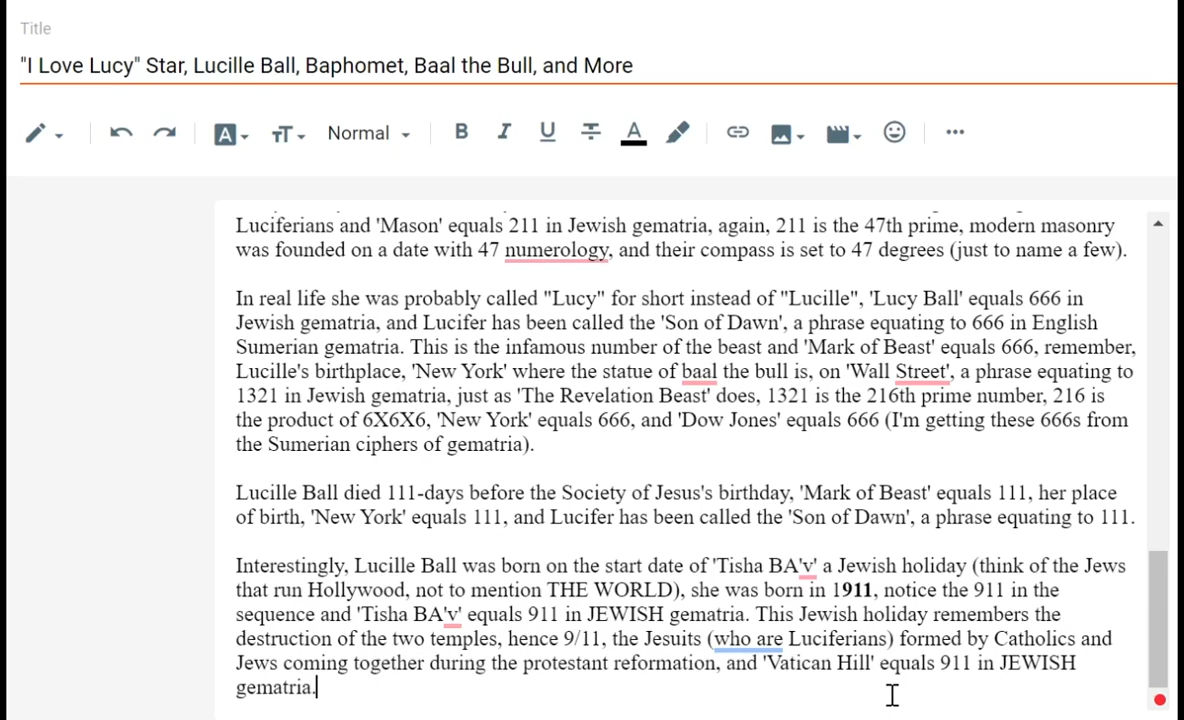 Title
"I Love Lucy" Star, Lucille Ball, Baphomet, Baal the Bull, and More
Normal
Luciferians and 'Mason' equals 211 in Jewish gematria, again, 211 is the 47th prime, modern masonry
was founded on a date with 47 numerology, and their compass is set to 47 degrees (just to name a few).
In real life she was probably called "Lucy" for short instead of "Lucille", 'Lucy Ball' equals 666 in
Jewish gematria, and Lucifer has been called the 'Son of Dawn', a phrase equating to 666 in English
Sumerian gematria. This is the infamous number of the beast and 'Mark of Beast' equals 666, remember,
Lucille's birthplace, 'New York' where the statue of baal the bull is, on 'Wall Street', a phrase equating to
1321 in Jewish gematria, just as 'The Revelation Beast' does, 1321 is the 216th prime number, 216 is
the product of 6X6X6, 'New York' equals 666, and 'Dow Jones' equals 666 (I'm getting these 666s from
the Sumerian ciphers of gematria).
Lucille Ball died 111-days before the Society of Jesus's birthday, 'Mark of Beast' equals 111, her place
of birth, 'New York' equals 111, and Lucifer has been called the 'Son of Dawn', a phrase equating to 111.
Interestingly, Lucille Ball was born on the start date of 'Tisha BA'v' a Jewish holiday (think of the Jews
that run Hollywood, not to mention THE WORLD), she was born in 1911, notice the 911 in the
sequence and 'Tisha BA'v' equals 911 in JEWISH gematria. This Jewish holiday remembers the
destruction of the two temples, hence 9/11, the Jesuits (who are Luciferians) formed by Catholics and
Jews coming together during the protestant reformation, and 'Vatican Hill' equals 911 in JEWISH
gematria.